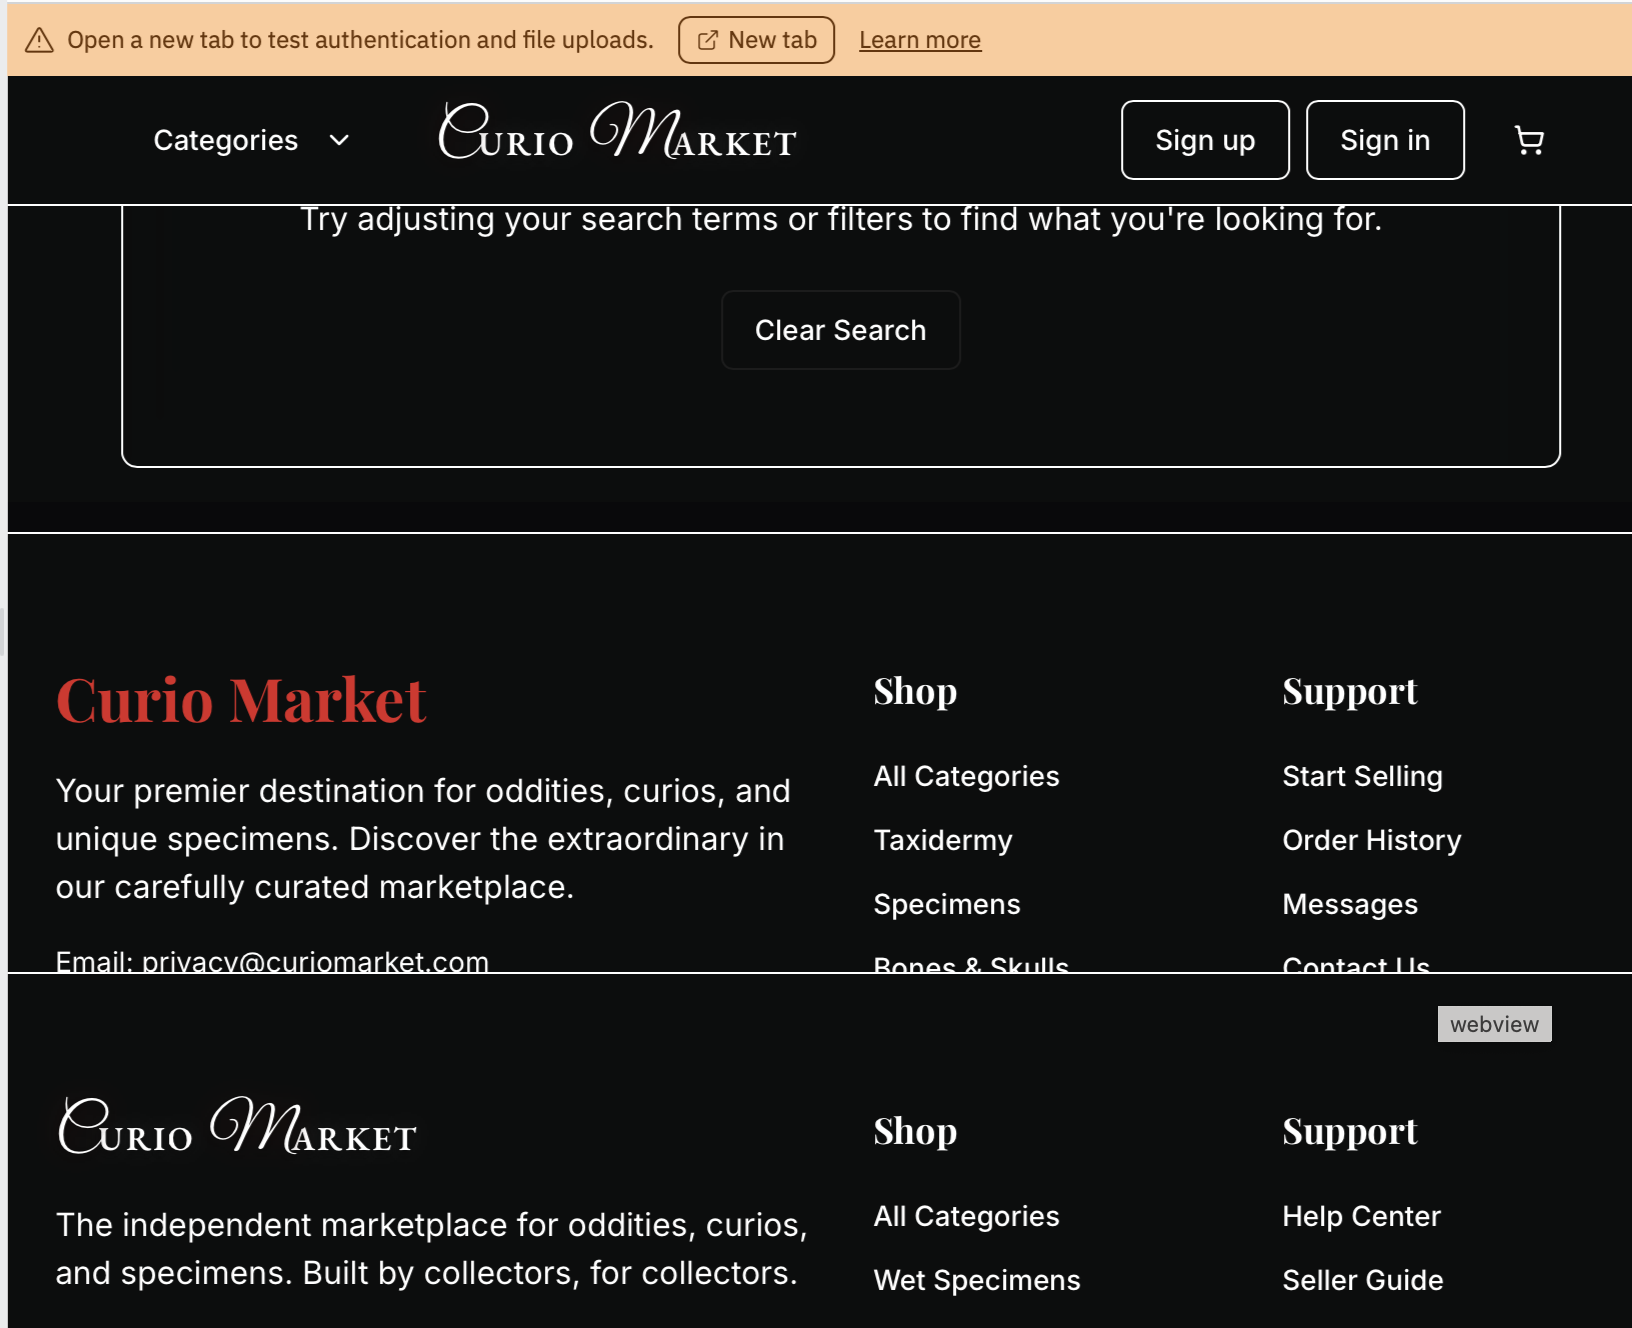 Open a new tab to test authentication and file uploads. New tab Learn more
Categories Curio Market Sign up Sign in
Try adjusting your search terms or filters to find what you're looking for.
Clear Search
Curio Market
Your premier destination for oddities, curios, and
unique specimens. Discover the extraordinary in
our carefully curated marketplace.
Email: privacy@curiomarket.com
Shop
All Categories
Taxidermy
Specimens
Bones & Skulls
Support
Start Selling
Order History
Messages
Contact Us
webview
Curio Market
The independent marketplace for oddities, curios,
and specimens. Built by collectors, for collectors.
Shop
All Categories
Wet Specimens
Support
Help Center
Seller Guide